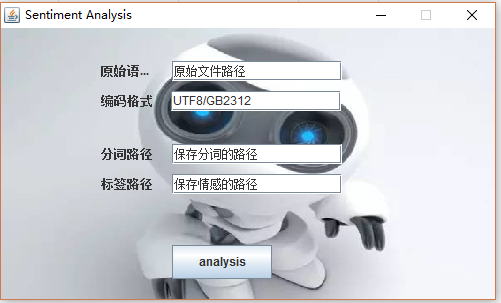 Sentiment Analysis
原始语... 原始文件路径
编码格式 UTF8/GB2312
分词路径 保存分词的路径
标签路径 保存情感的路径
analysis